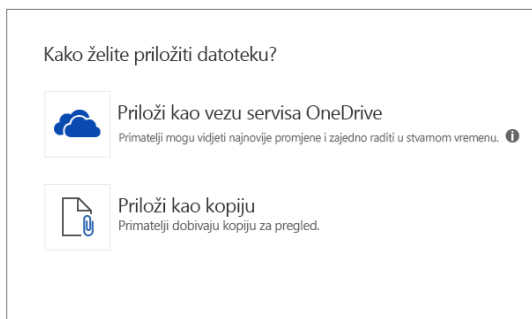 Kako želite priložiti datoteku?
Priloži kao vezu servisa OneDrive
Primatelji mogu vidjeti najnovije promjene i zajedno raditi u stvarnom vremenu.
Priloži kao kopiju
Primatelji dobivaju kopiju za pregled.